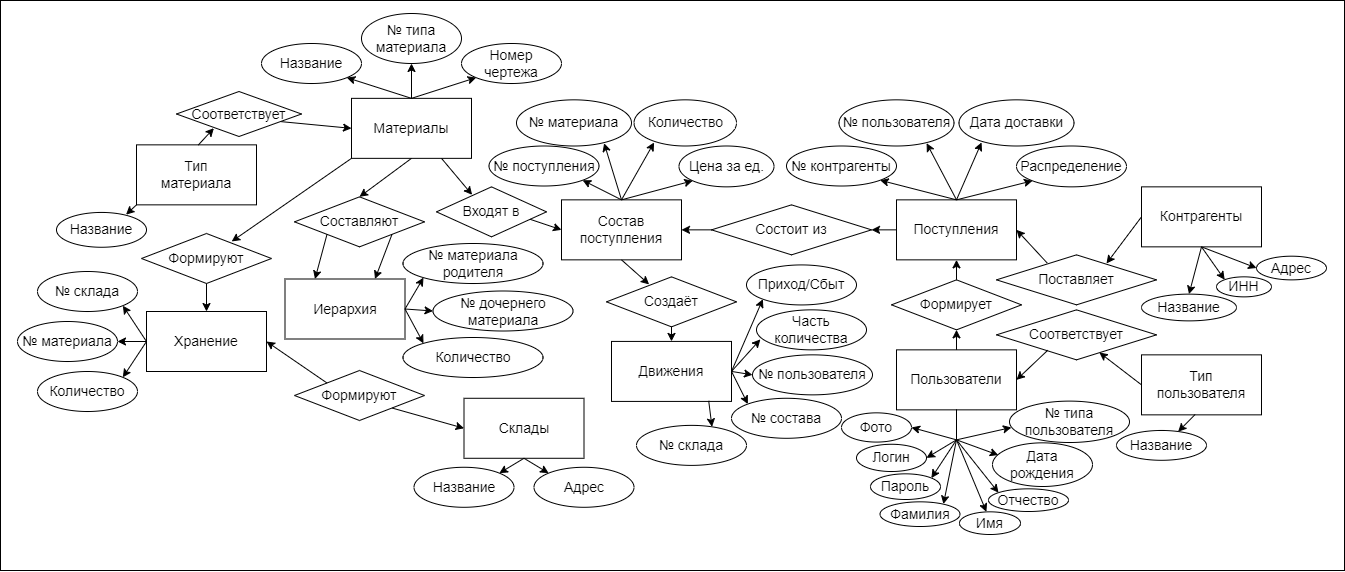 № типа
материала
Название
Номер
чертежа
Соответствует
Материалы
Тип
материала
Название
№ материала
Количество
№ поступления
Цена за ед.
№ пользователя
Дата доставки
№ контрагенты
Распределение
Составляют
Входят в
Состав
поступления
Состоит из
Поступления
Контрагенты
Формируют
№ материала
родителя
Поставляет
Адрес
ИНН
Название
№ склада
№ материала
Количество
Хранение
Иерархия
№ дочернего
материала
Количество
Создаёт
Приход/Сбыт
Часть
количества
Формирует
Соответствует
Движения
№ пользователя
Пользователи
Тип
пользователя
Формируют
№ состава
№ склада
Склады
Название
Адрес
Фото
№ типа
пользователя
Название
Логин
Дата
рождения
Пароль
Отчество
Фамилия
Имя